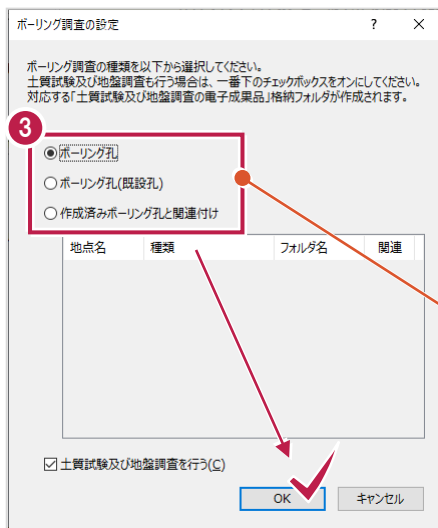 ボーリング調査の設定
? ×
ボーリング調査の種類を以下から選択してください。
土質試験及び地盤調査も行う場合は、一番下のチェックボックスをオンにしてください。
対応する「土質試験及び地盤調査の電子成果品」格納フォルダが作成されます。
3
ボーリング孔
ボーリング孔(既設孔)
作成済みボーリング孔と関連付け
地点名 種類 フォルダ名 関連
土質試験及び地盤調査を行う(C)
OK キャンセル